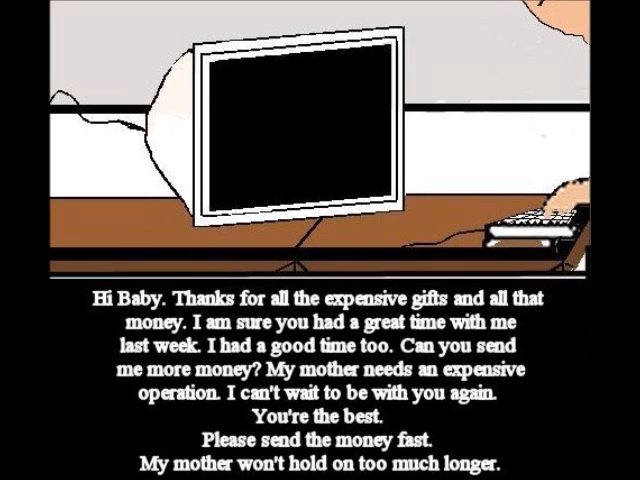 Hi Baby. Thanks for all the expensive gifts and all that
money. I am sure you had a great time with me
last week. I had a good time too. Can you send
me more money? My mother needs an expensive
operation. I can't wait to be with you again.
You're the best.
Please send the money fast.
My mother won't hold on too much longer.